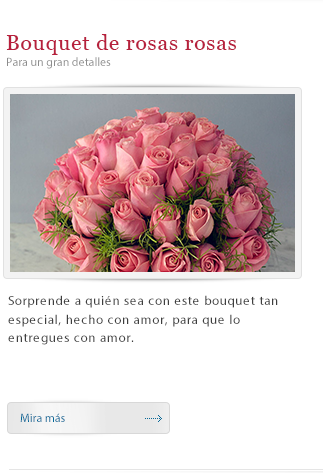 Bouquet de rosas rosas
Para un gran detalles
Sorprende a quién sea con este bouquet tan
especial, hecho con amor, para que lo
entregues con amor.
Mira más